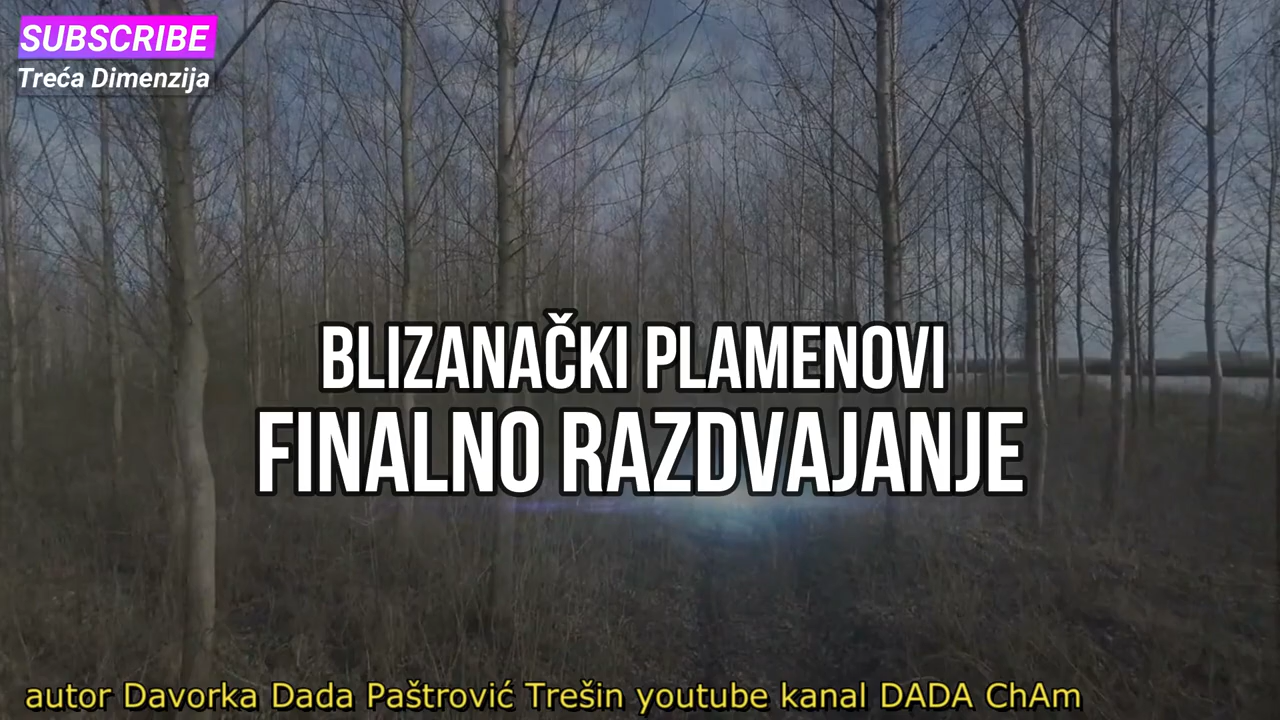 SUBSCRIBE
Treća Dimenzija
BLIZANAČKI PLAMENOVI
FINALNO RAZDVAJANJE
autor Davorka Dada Paštrović Trešin youtube kanal DADA ChAm